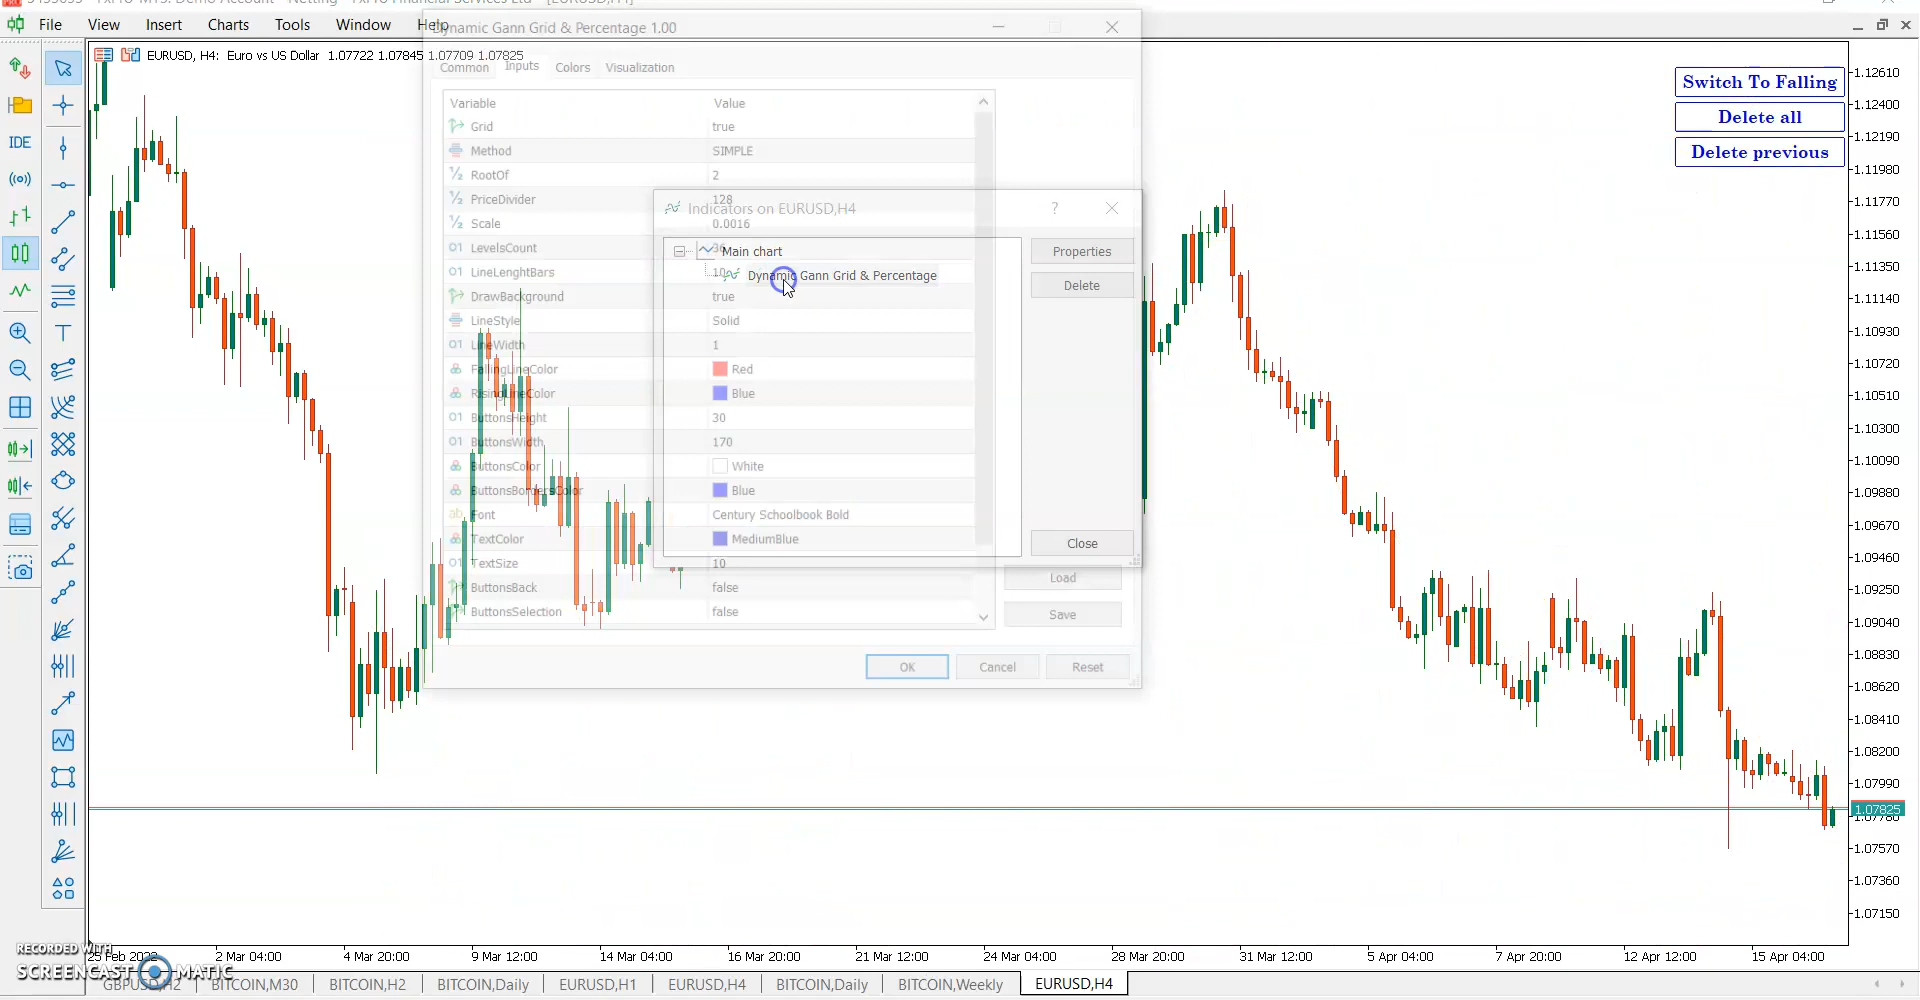 File View Insert Charts Tools Window Help
Dynamic Gann Grid & Percentage 1.00
EURUSD, H4: Euro vs US Dollar 1.07722 1.07845 1.07709 1.07825
Common Inputs Colors Visualization
Variable Value
Grid true
Method SIMPLE
RootOf 2
PriceDivider 128
Scale 0.0016
LevelsCount 36
LineLenghtBars 10
DrawBackground true
LineStyle Solid
LineWidth 1
FallingLineColor Red
RisingLineColor Blue
ButtonsHeight 30
ButtonsWidth 170
ButtonsColor White
ButtonsBordersColor Blue
Font Century Schoolbook Bold
TextColor MediumBlue
TextSize 10
ButtonsBack false
ButtonsSelection false
Load
Save
OK Cancel Reset
Indicators on EURUSD,H4
Main chart
Dynamic Gann Grid & Percentage
Properties
Delete
Close
Switch To Falling
Delete all
Delete previous
IDE
1.12610
1.12400
1.12190
1.11980
1.11770
1.11560
1.11350
1.11140
1.10930
1.10720
1.10510
1.10300
1.10090
1.09880
1.09670
1.09460
1.09250
1.09040
1.08830
1.08620
1.08410
1.08200
1.07990
1.07825
1.07780
1.07570
1.07360
1.07150
25 Feb 2022 2 Mar 04:00 4 Mar 20:00 9 Mar 12:00 14 Mar 04:00 16 Mar 20:00 21 Mar 12:00 24 Mar 04:00 28 Mar 20:00 31 Mar 12:00 5 Apr 04:00 7 Apr 20:00 12 Apr 12:00 15 Apr 04:00
RECORDED WITH
SCREENCAST MATIC
GBPUSD,H2 BITCOIN,M30 BITCOIN,H2 BITCOIN,Daily EURUSD,H1 EURUSD,H4 BITCOIN,Daily BITCOIN,Weekly EURUSD,H4